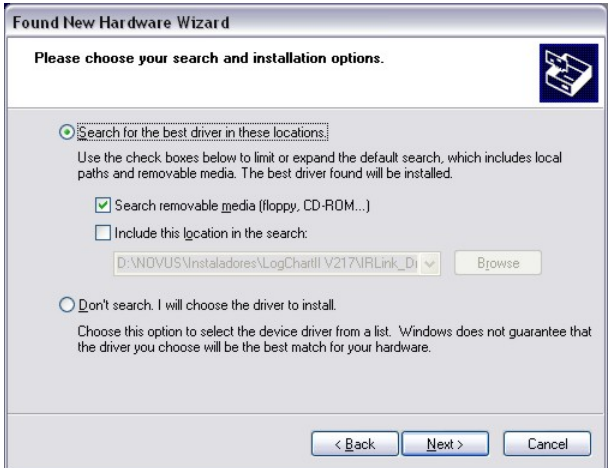 Found New Hardware Wizard
Please choose your search and installation options.
Search for the best driver in these locations.
Use the check boxes below to limit or expand the default search, which includes local
paths and removable media. The best driver found will be installed.
Search removable media (floppy, CD-ROM...)
Include this location in the search:
D:\NOVUS\Instaladores\LogChartII V217\IRLink_Dr
Browse
Don't search. I will choose the driver to install.
Choose this option to select the device driver from a list. Windows does not guarantee that
the driver you choose will be the best match for your hardware.
< Back
Next >
Cancel